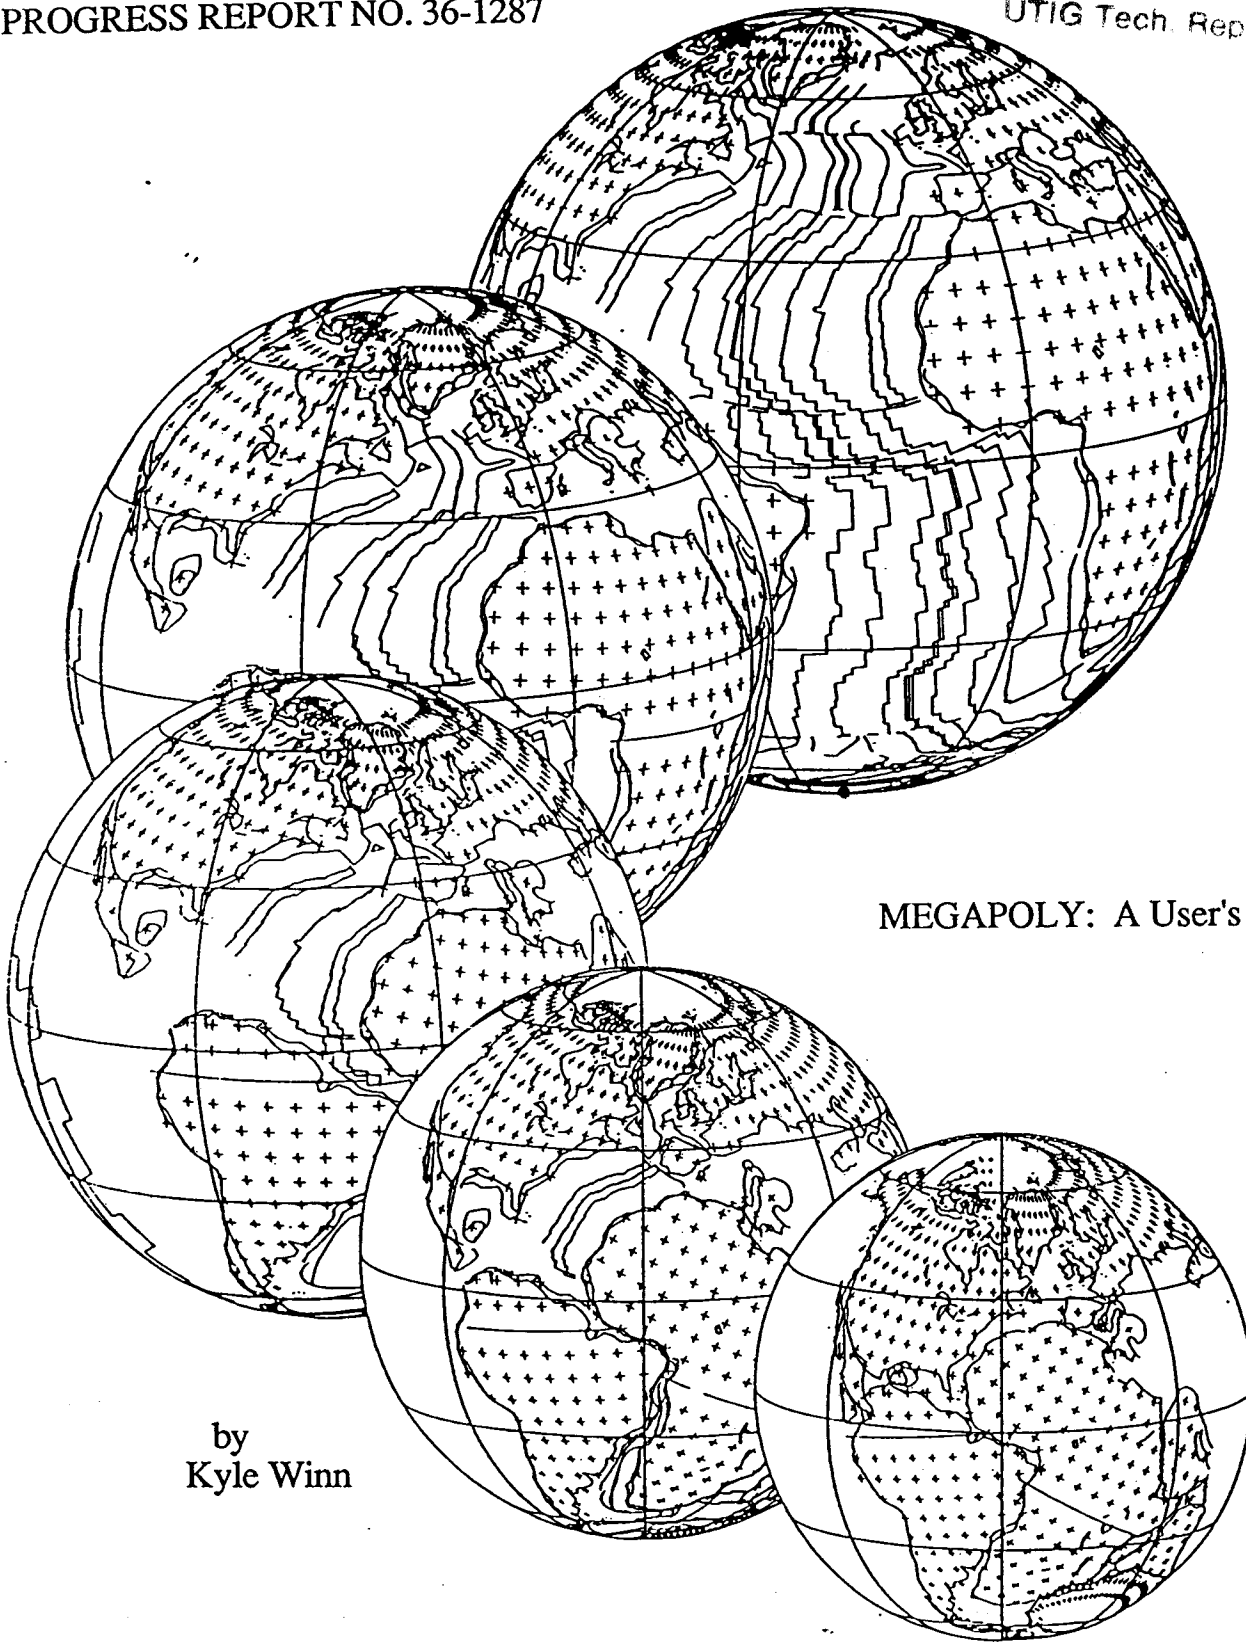 PROGRESS REPORT NO. 36-1287
UTIG Tech. Rep
MEGAPOLY: A User's
by
Kyle Winn